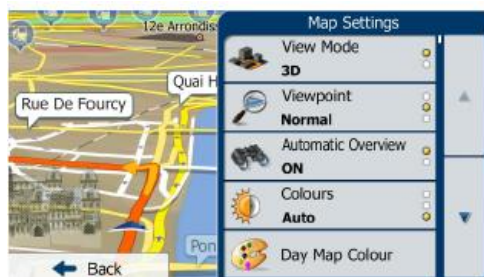 12e Arrondis
Quai H
Rue De Fourcy
Pon
Back
Map Settings
View Mode
3D
Viewpoint
Normal
Automatic Overview
ON
Colours
Auto
Day Map Colour